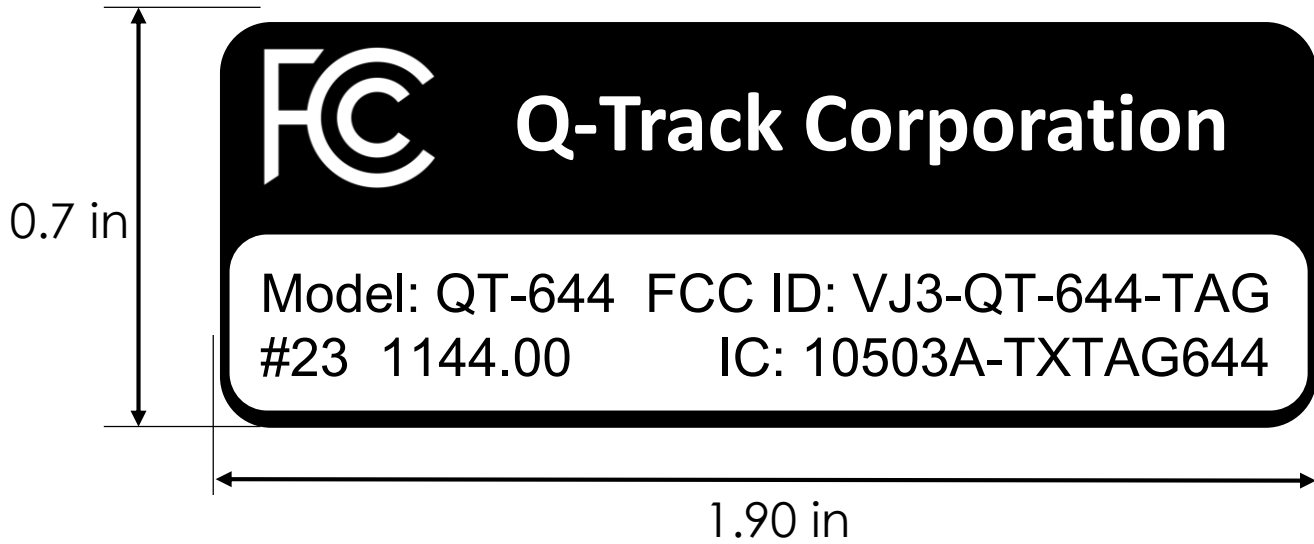 FCC Q-Track Corporation
0.7 in
Model: QT-644 FCC ID: VJ3-QT-644-TAG
#23 1144.00 IC: 10503A-TXTAG644
1.90 in